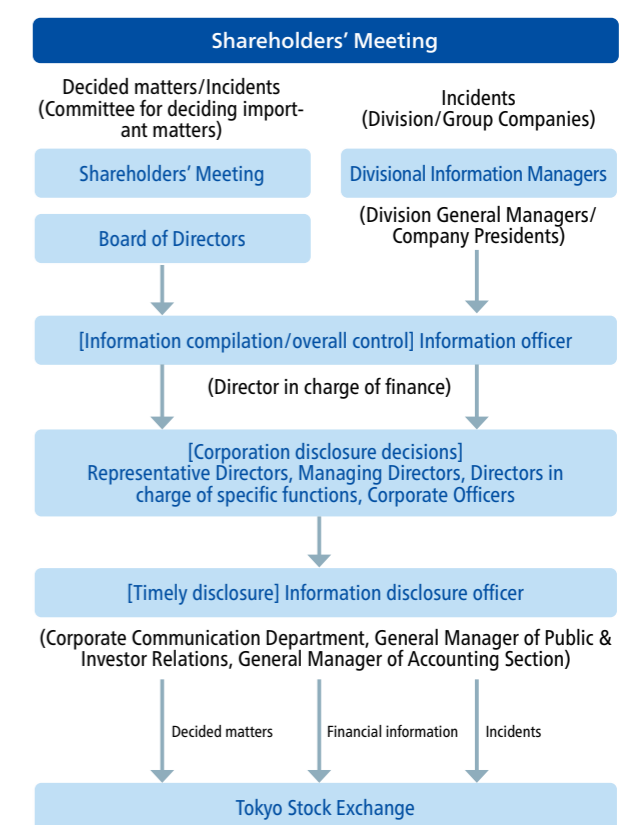 Shareholders’ Meeting
Decided matters/Incidents
(Committee for deciding import-
ant matters)
Shareholders’ Meeting
Board of Directors
Incidents
(Division/Group Companies)
Divisional Information Managers
(Division General Managers/
Company Presidents)
[Information compilation/overall control] Information officer
(Director in charge of finance)
[Corporation disclosure decisions]
Representative Directors, Managing Directors, Directors in
charge of specific functions, Corporate Officers
[Timely disclosure] Information disclosure officer
(Corporate Communication Department, General Manager of Public &
Investor Relations, General Manager of Accounting Section)
Decided matters
Financial information
Incidents
Tokyo Stock Exchange